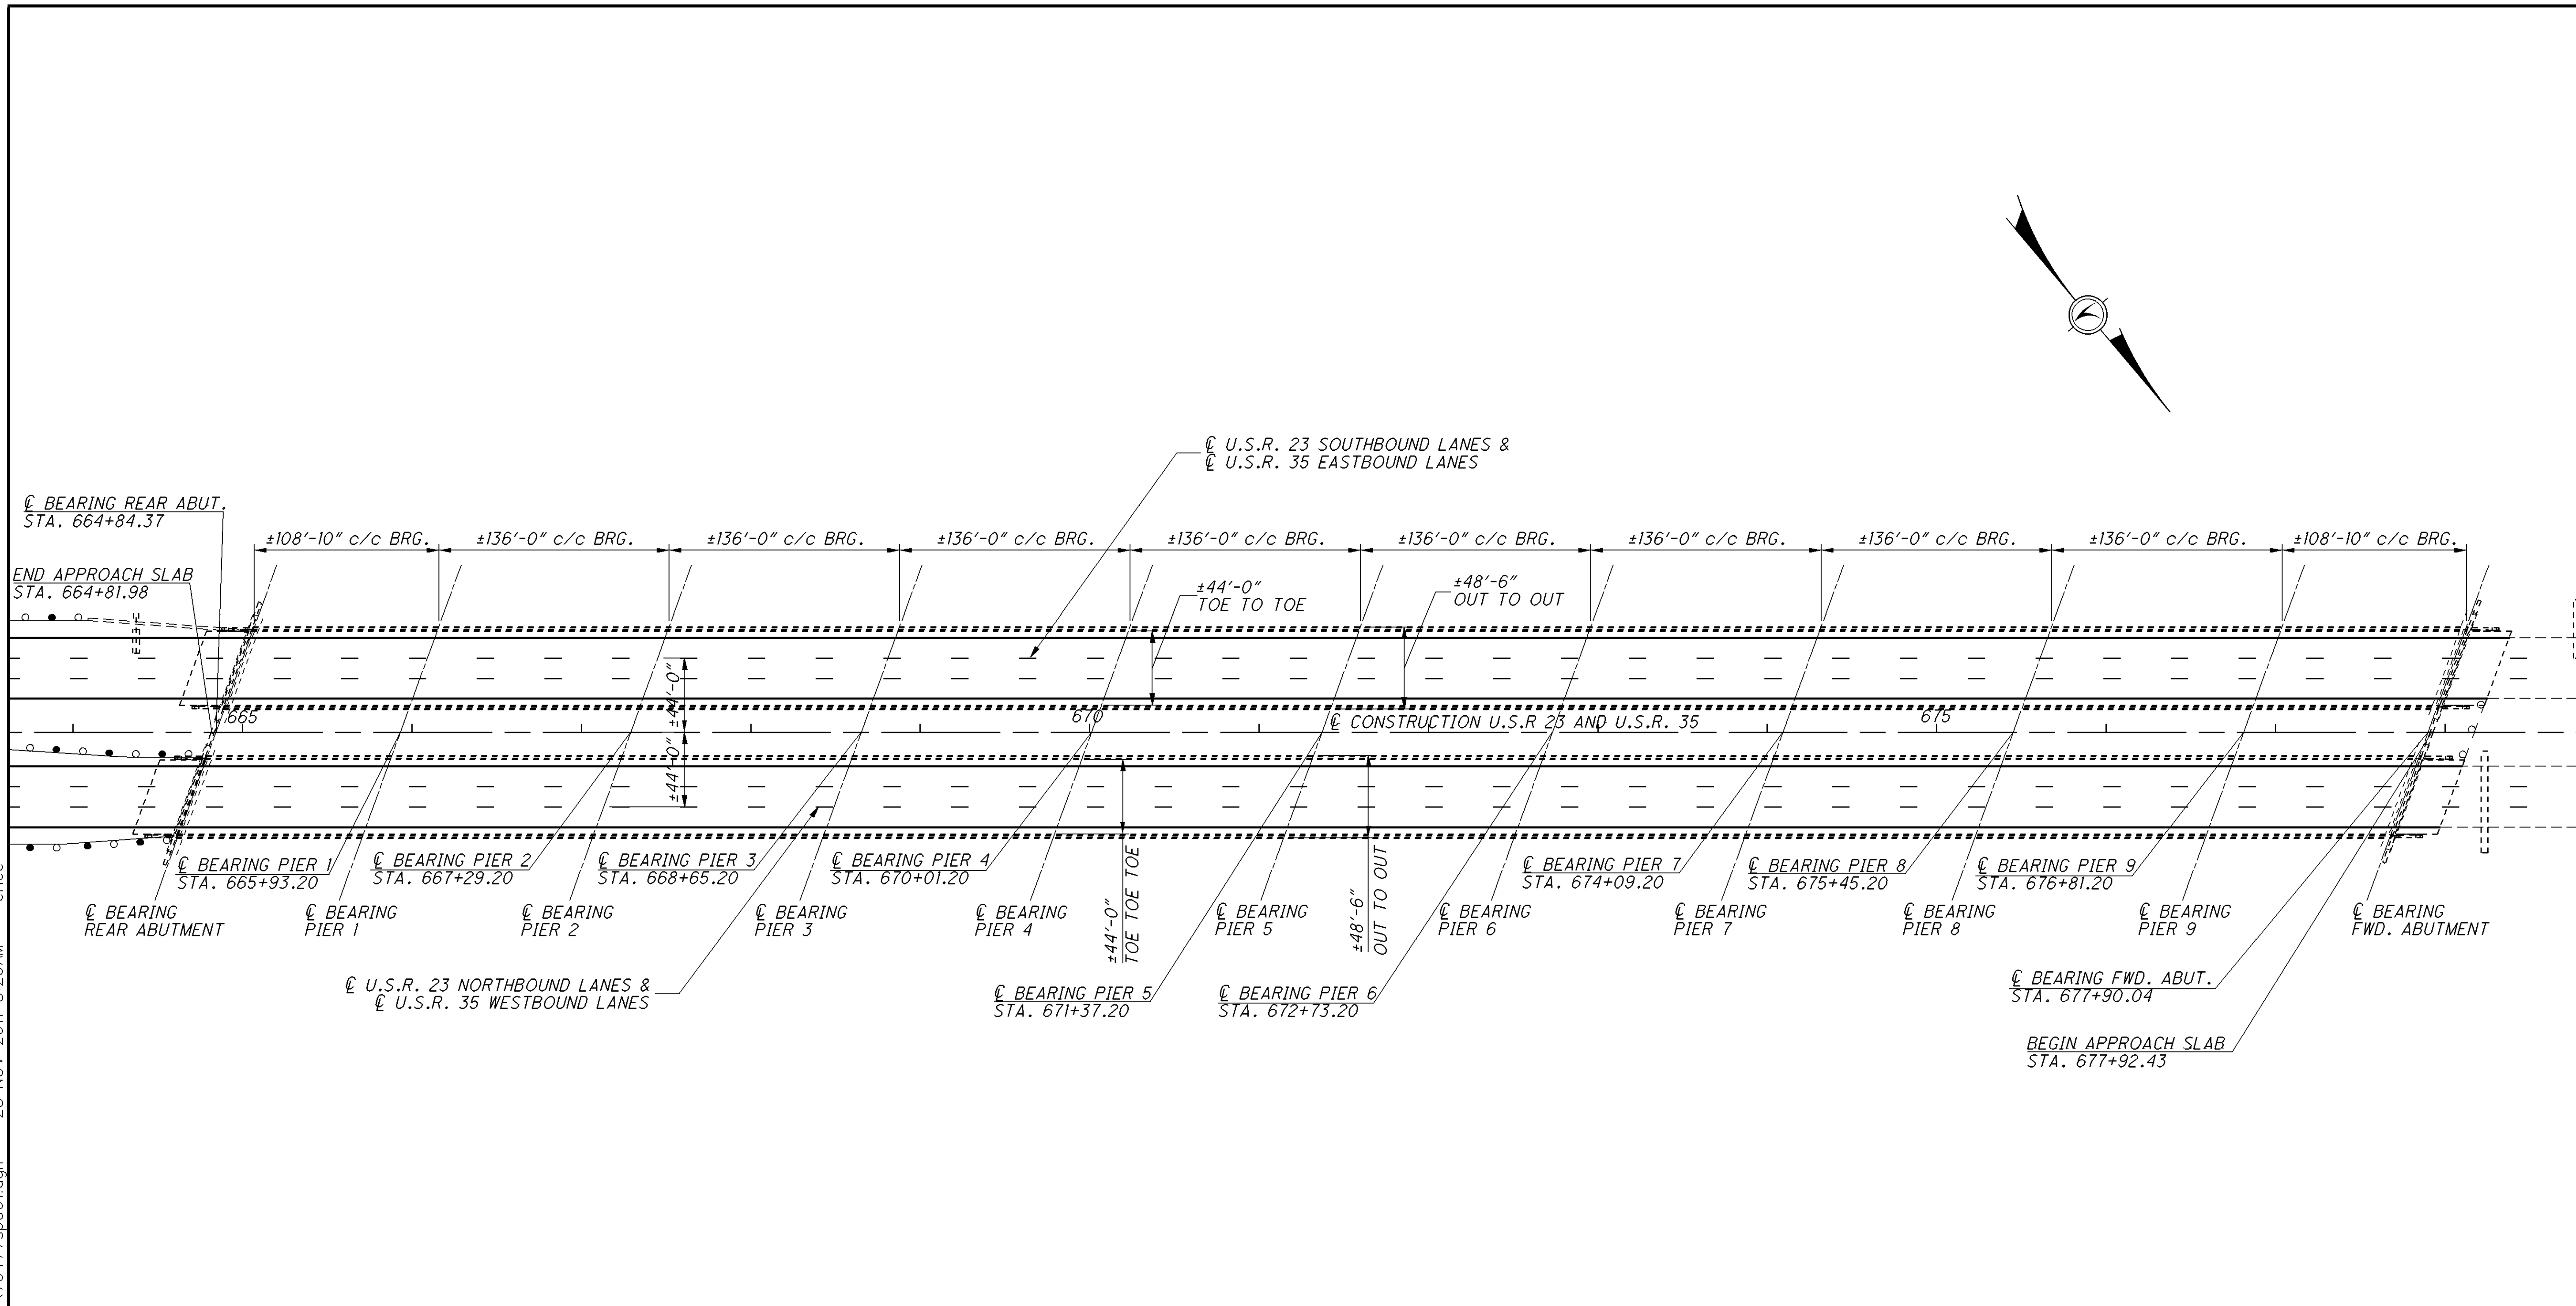 ℄ U.S.R. 23 SOUTHBOUND LANES &
℄ U.S.R. 35 EASTBOUND LANES
℄ BEARING REAR ABUT.
STA. 664+84.37
±108'-10" c/c BRG.
±136'-0" c/c BRG.
±136'-0" c/c BRG.
±136'-0" c/c BRG.
±136'-0" c/c BRG.
±136'-0" c/c BRG.
±136'-0" c/c BRG.
±136'-0" c/c BRG.
±136'-0" c/c BRG.
±108'-10" c/c BRG.
END APPROACH SLAB
STA. 664+81.98
±44'-0"
TOE TO TOE
±48'-6"
OUT TO OUT
±44'-0"
±44'-0"
665
670
675
℄ CONSTRUCTION U.S.R 23 AND U.S.R. 35
℄ BEARING PIER 1
STA. 665+93.20
℄ BEARING PIER 2
STA. 667+29.20
℄ BEARING PIER 3
STA. 668+65.20
℄ BEARING PIER 4
STA. 670+01.20
℄ BEARING PIER 7
STA. 674+09.20
℄ BEARING PIER 8
STA. 675+45.20
℄ BEARING PIER 9
STA. 676+81.20
℄ BEARING
REAR ABUTMENT
℄ BEARING
PIER 1
℄ BEARING
PIER 2
℄ BEARING
PIER 3
℄ BEARING
PIER 4
±44'-0"
TOE TOE TOE
℄ BEARING
PIER 5
±48'-6"
OUT TO OUT
℄ BEARING
PIER 6
℄ BEARING
PIER 7
℄ BEARING
PIER 8
℄ BEARING
PIER 9
℄ BEARING
FWD. ABUTMENT
℄ U.S.R. 23 NORTHBOUND LANES &
℄ U.S.R. 35 WESTBOUND LANES
℄ BEARING PIER 5
STA. 671+37.20
℄ BEARING PIER 6
STA. 672+73.20
℄ BEARING FWD. ABUT.
STA. 677+90.04
BEGIN APPROACH SLAB
STA. 677+92.43